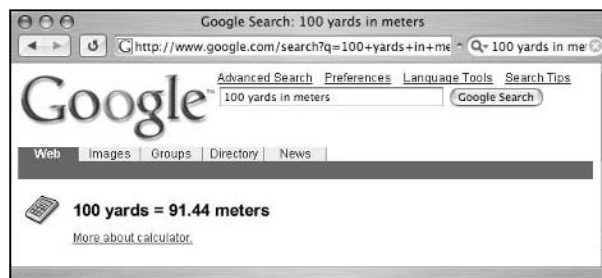 Google Search: 100 yards in meters
http://www.google.com/search?q=100+yards+in+me 100 yards in me
Advanced Search Preferences Language Tools Search Tips
Google™ 100 yards in meters Google Search
Web Images Groups Directory News
100 yards = 91.44 meters
More about calculator.